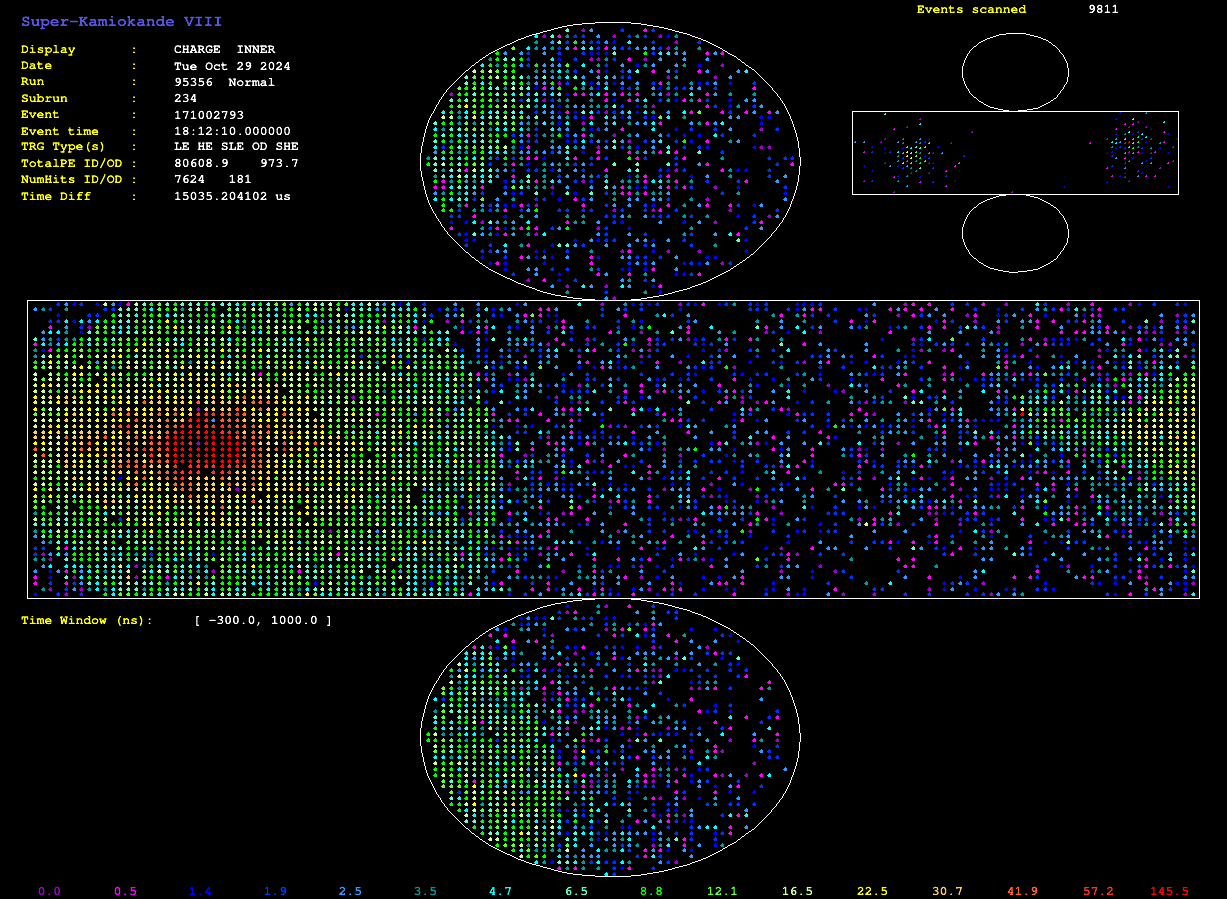 Super-Kamiokande VIII
Events scanned 9811
Display : CHARGE INNER
Date : Tue Oct 29 2024
Run : 95356 Normal
Subrun : 234
Event : 171002793
Event time : 18:12:10.000000
TRG Type(s) : LE HE SLE OD SHE
TotalPE ID/OD : 80608.9 973.7
NumHits ID/OD : 7624 181
Time Diff : 15035.204102 us
Time Window (ns): [ -300.0, 1000.0 ]
0.0 0.5 1.4 1.9 2.5 3.5 4.7 6.5 8.8 12.1 16.5 22.5 30.7 41.9 57.2 145.5